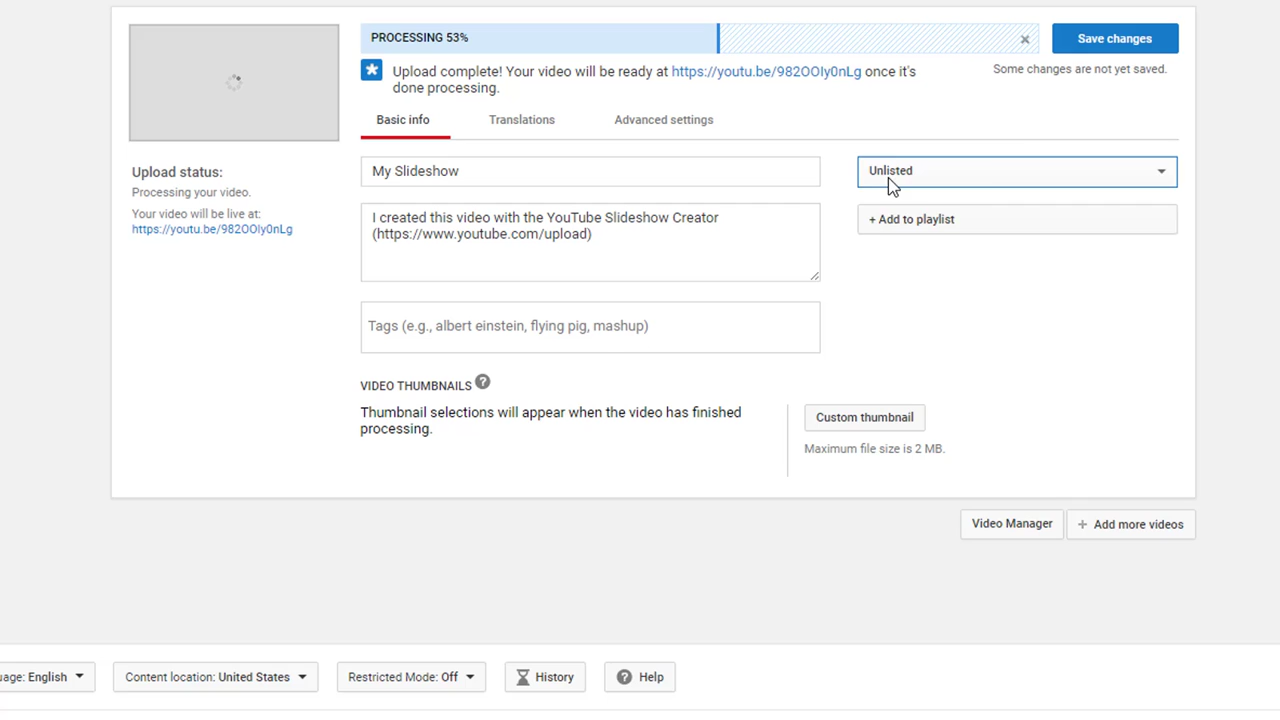 PROCESSING 53%
Save changes
Upload complete! Your video will be ready at https://youtu.be/982OOIy0nLg once it's
done processing.
Some changes are not yet saved.
Basic info
Translations
Advanced settings
Upload status:
Processing your video.
Your video will be live at:
https://youtu.be/982OOIy0nLg
My Slideshow
Unlisted
I created this video with the YouTube Slideshow Creator
(https://www.youtube.com/upload)
+ Add to playlist
Tags (e.g., albert einstein, flying pig, mashup)
VIDEO THUMBNAILS ?
Thumbnail selections will appear when the video has finished
processing.
Custom thumbnail
Maximum file size is 2 MB.
Video Manager
+ Add more videos
uage: English
Content location: United States
Restricted Mode: Off
History
? Help